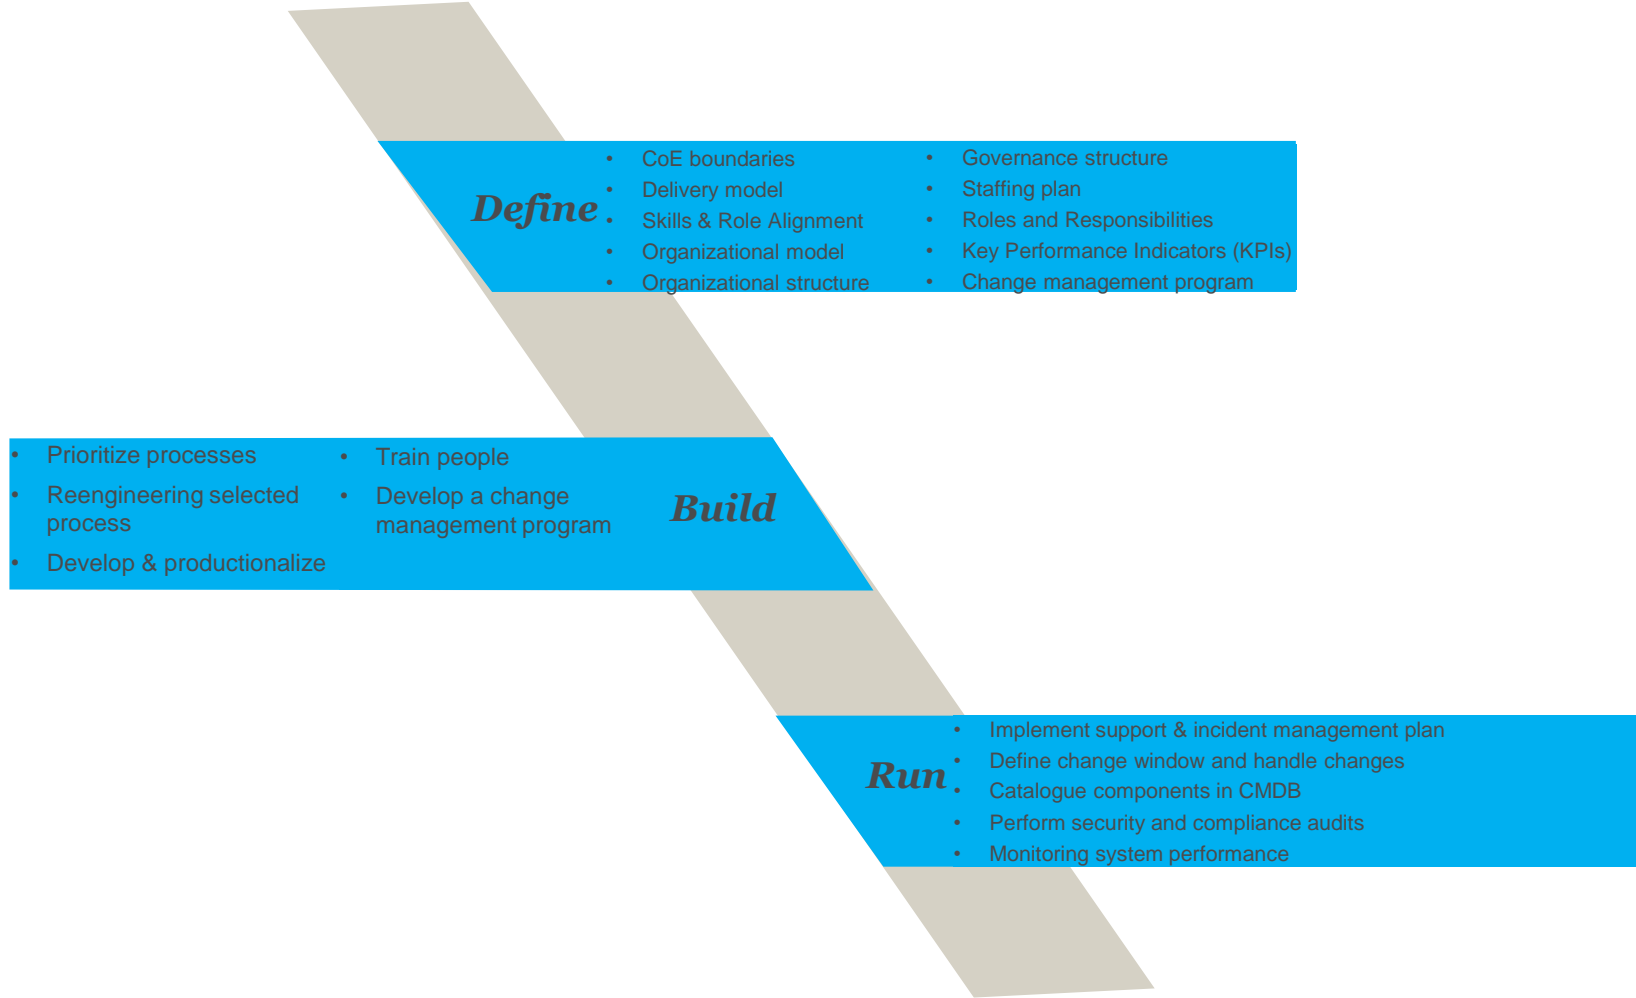 Define
• CoE boundaries
• Delivery model
• Skills & Role Alignment
• Organizational model
• Organizational structure
• Governance structure
• Staffing plan
• Roles and Responsibilities
• Key Performance Indicators (KPIs)
• Change management program
• Prioritize processes
• Reengineering selected
process
• Develop & productionalize
• Train people
• Develop a change
management program
Build
Run
• Implement support & incident management plan
• Define change window and handle changes
• Catalogue components in CMDB
• Perform security and compliance audits
• Monitoring system performance